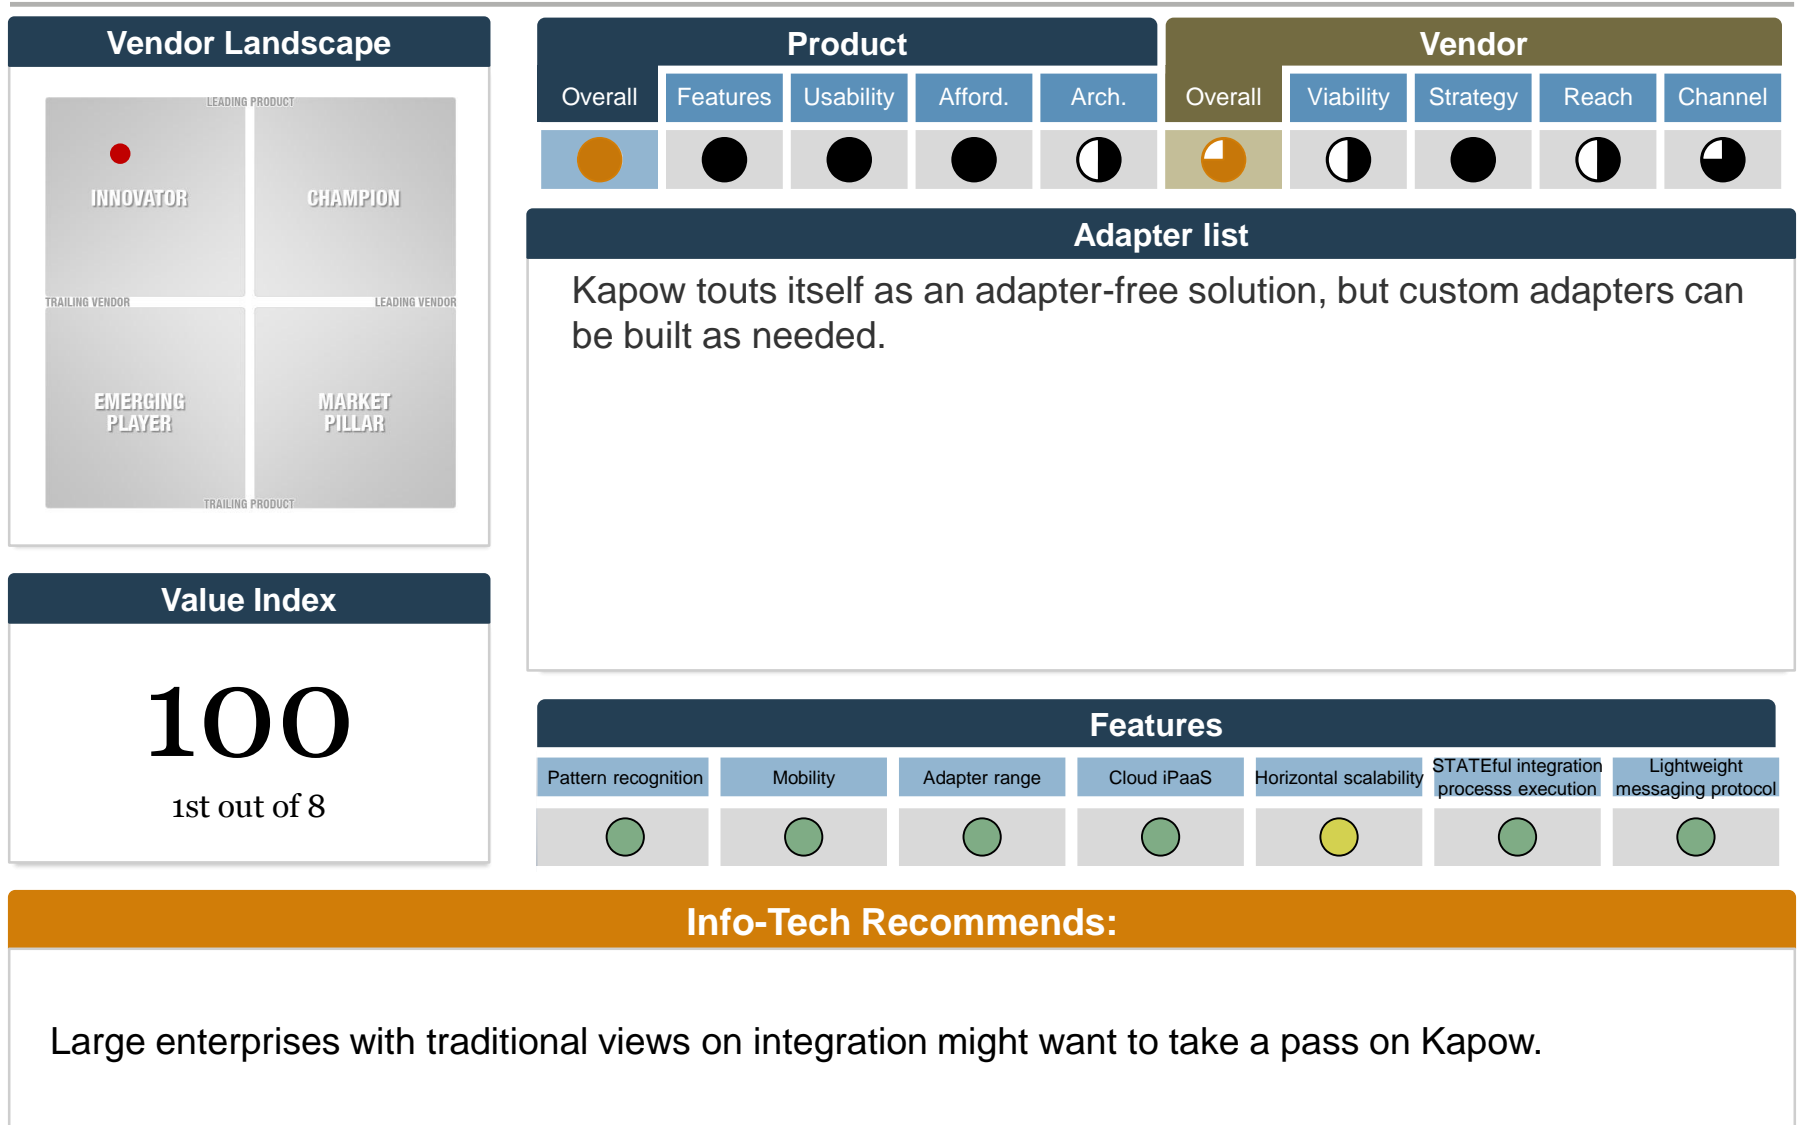 Vendor Landscape
LEADING PRODUCT
INNOVATOR
CHAMPION
TRAILING VENDOR
LEADING VENDOR
EMERGING
PLAYER
MARKET
PILLAR
TRAILING PRODUCT
Value Index
100
1st out of 8
Product
Vendor
Overall
Features
Usability
Afford.
Arch.
Overall
Viability
Strategy
Reach
Channel
Adapter list
Kapow touts itself as an adapter-free solution, but custom adapters can
be built as needed.
Features
Pattern recognition
Mobility
Adapter range
Cloud iPaaS
Horizontal scalability
STATEful integration
processs execution
Lightweight
messaging protocol
Info-Tech Recommends:
Large enterprises with traditional views on integration might want to take a pass on Kapow.